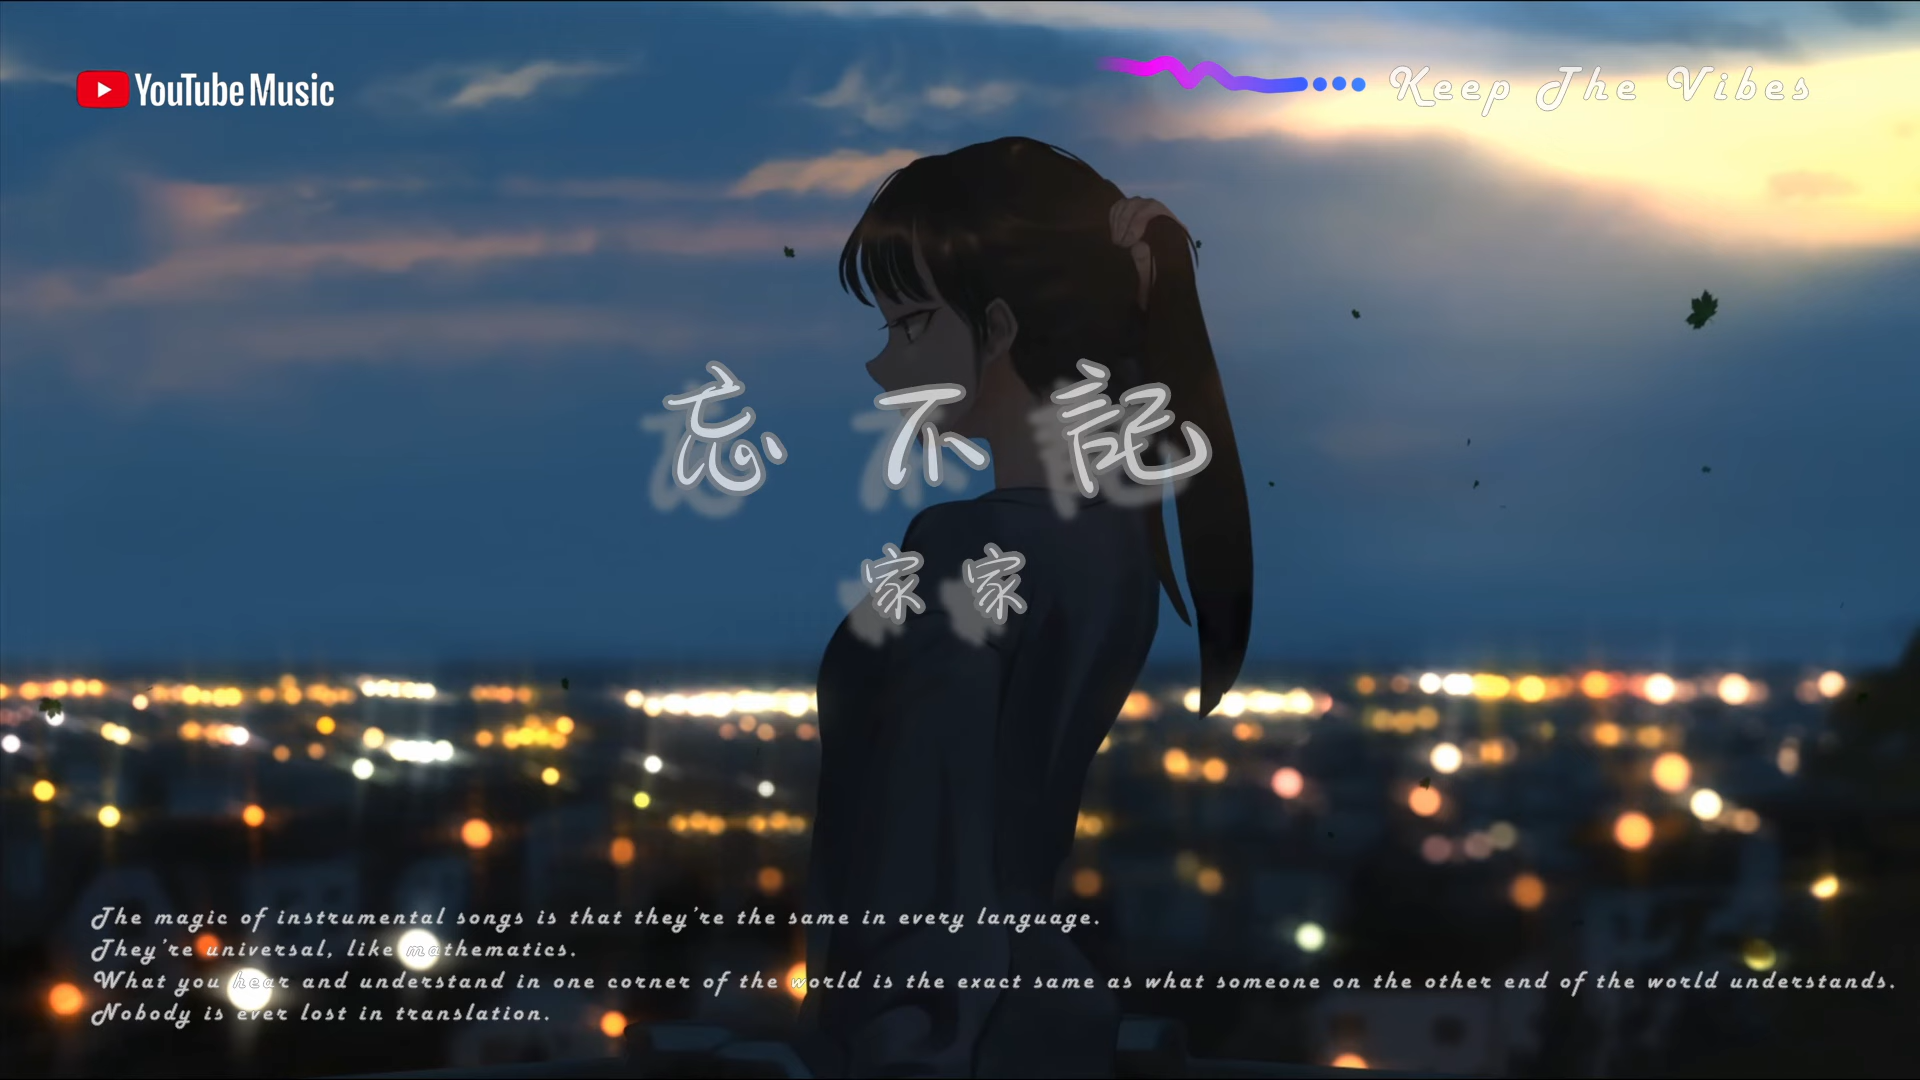 YouTube Music
Keep The Vibes
忘不記
家家
The magic of instrumental songs is that they're the same in every language.
They're universal, like mathematics.
What you hear and understand in one corner of the world is the exact same as what someone on the other end of the world understands.
Nobody is ever lost in translation.